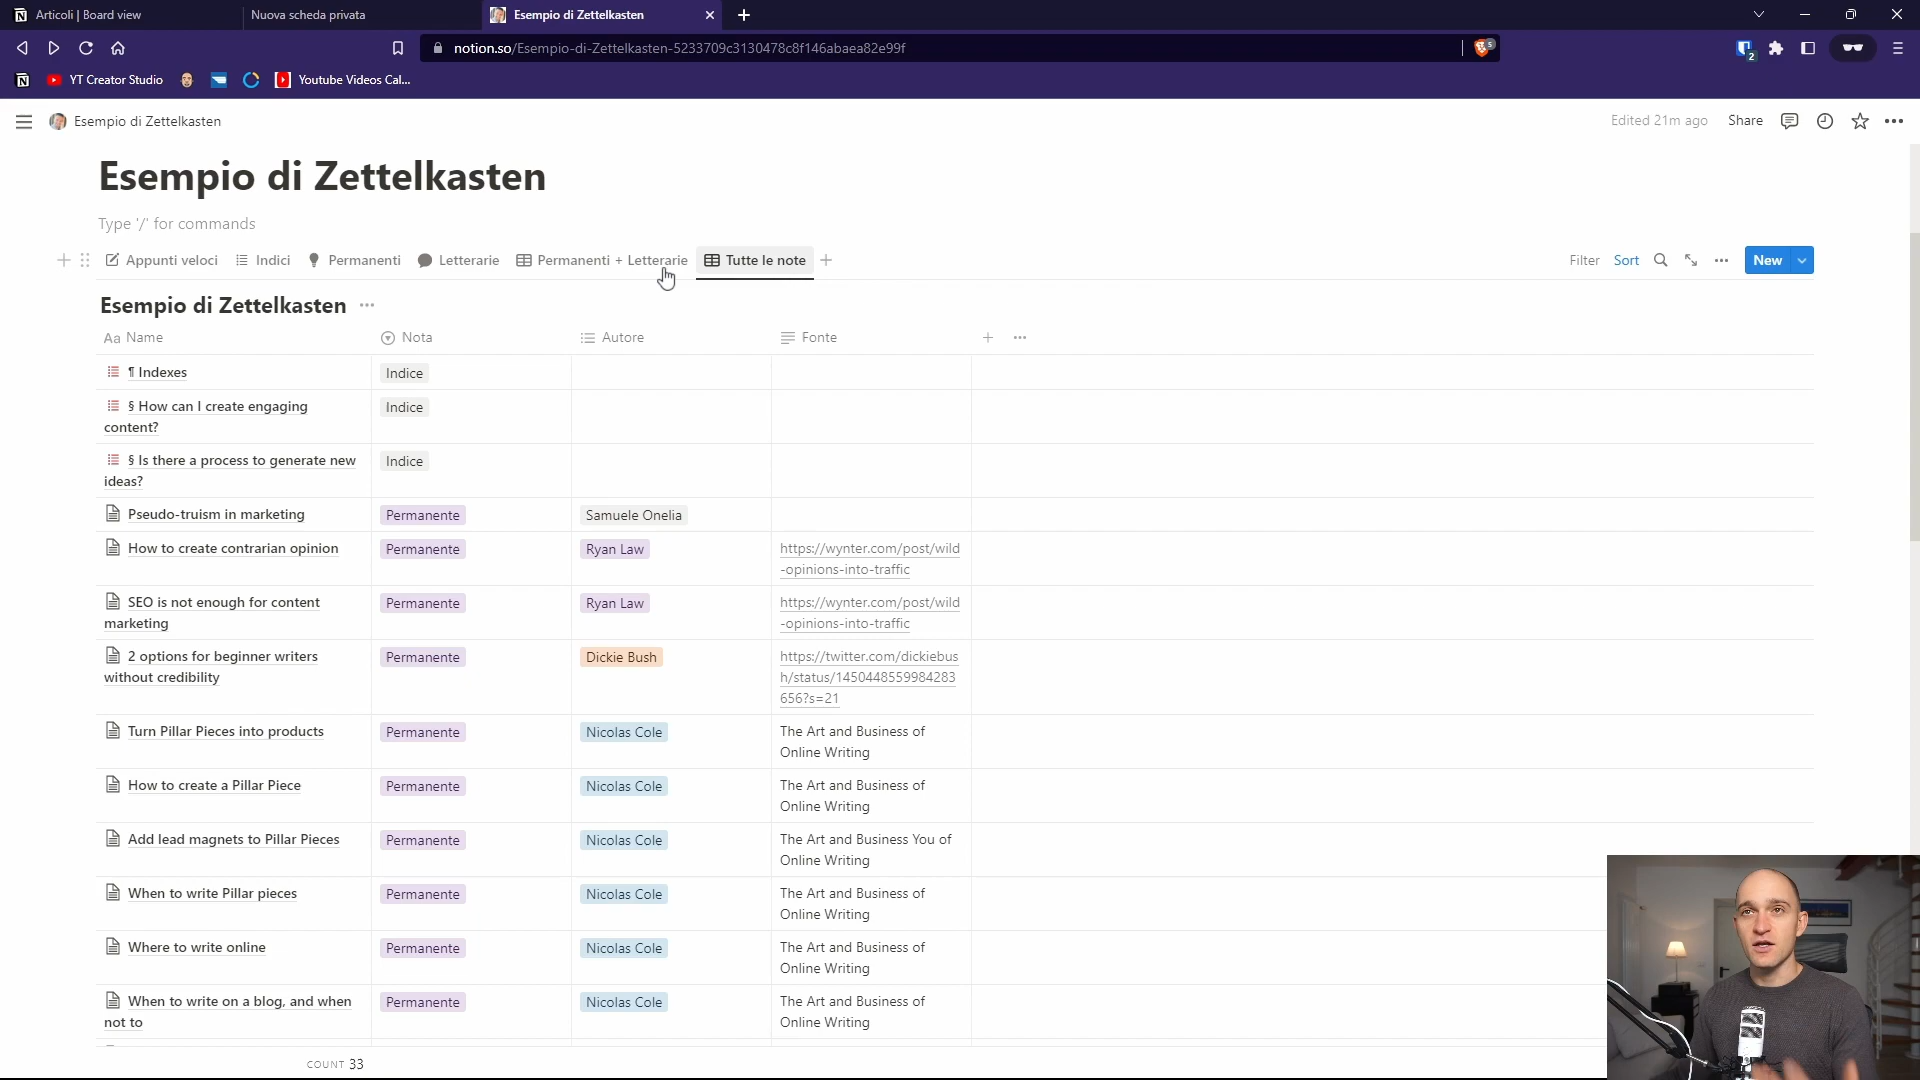 Articoli | Board view
Nuova scheda privata
Esempio di Zettelkasten
notion.so/Esempio-di-Zettelkasten-5233709c3130478c8f146abaea82e99f
5
2
YT Creator Studio
Youtube Videos Cal...
Esempio di Zettelkasten
Edited 21m ago
Share
Esempio di Zettelkasten
Type '/' for commands
Appunti veloci
Indici
Permanenti
Letterarie
Permanenti + Letterarie
Tutte le note
Filter
Sort
New
Esempio di Zettelkasten
Aa Name
Nota
Autore
Fonte
¶ Indexes
Indice
§ How can I create engaging
content?
Indice
§ Is there a process to generate new
ideas?
Indice
Pseudo-truism in marketing
Permanente
Samuele Onelia
How to create contrarian opinion
Permanente
Ryan Law
https://wynter.com/post/wild
-opinions-into-traffic
SEO is not enough for content
marketing
Permanente
Ryan Law
https://wynter.com/post/wild
-opinions-into-traffic
2 options for beginner writers
without credibility
Permanente
Dickie Bush
https://twitter.com/dickiebus
h/status/1450448559984283
656?s=21
Turn Pillar Pieces into products
Permanente
Nicolas Cole
The Art and Business of
Online Writing
How to create a Pillar Piece
Permanente
Nicolas Cole
The Art and Business of
Online Writing
Add lead magnets to Pillar Pieces
Permanente
Nicolas Cole
The Art and Business You of
Online Writing
When to write Pillar pieces
Permanente
Nicolas Cole
The Art and Business of
Online Writing
Where to write online
Permanente
Nicolas Cole
The Art and Business of
Online Writing
When to write on a blog, and when
not to
Permanente
Nicolas Cole
The Art and Business of
Online Writing
COUNT 33